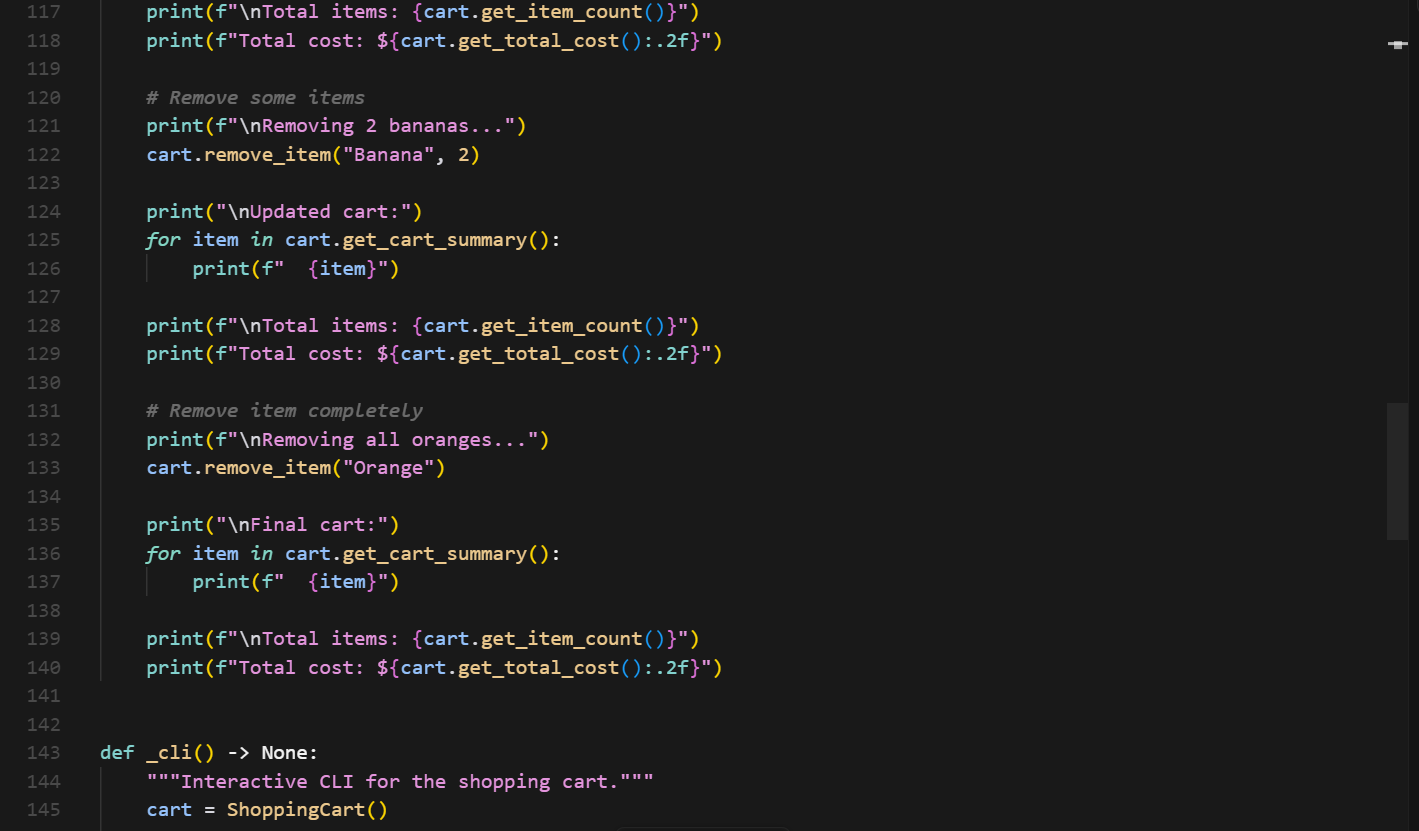 117     print(f"\nTotal items: {cart.get_item_count()}")
118     print(f"Total cost: ${cart.get_total_cost():.2f}")
119
120     # Remove some items
121     print(f"\nRemoving 2 bananas...")
122     cart.remove_item("Banana", 2)
123
124     print("\nUpdated cart:")
125     for item in cart.get_cart_summary():
126         print(f"  {item}")
127
128     print(f"\nTotal items: {cart.get_item_count()}")
129     print(f"Total cost: ${cart.get_total_cost():.2f}")
130
131     # Remove item completely
132     print(f"\nRemoving all oranges...")
133     cart.remove_item("Orange")
134
135     print("\nFinal cart:")
136     for item in cart.get_cart_summary():
137         print(f"  {item}")
138
139     print(f"\nTotal items: {cart.get_item_count()}")
140     print(f"Total cost: ${cart.get_total_cost():.2f}")
141
142
143 def _cli() -> None:
144     """Interactive CLI for the shopping cart."""
145     cart = ShoppingCart()